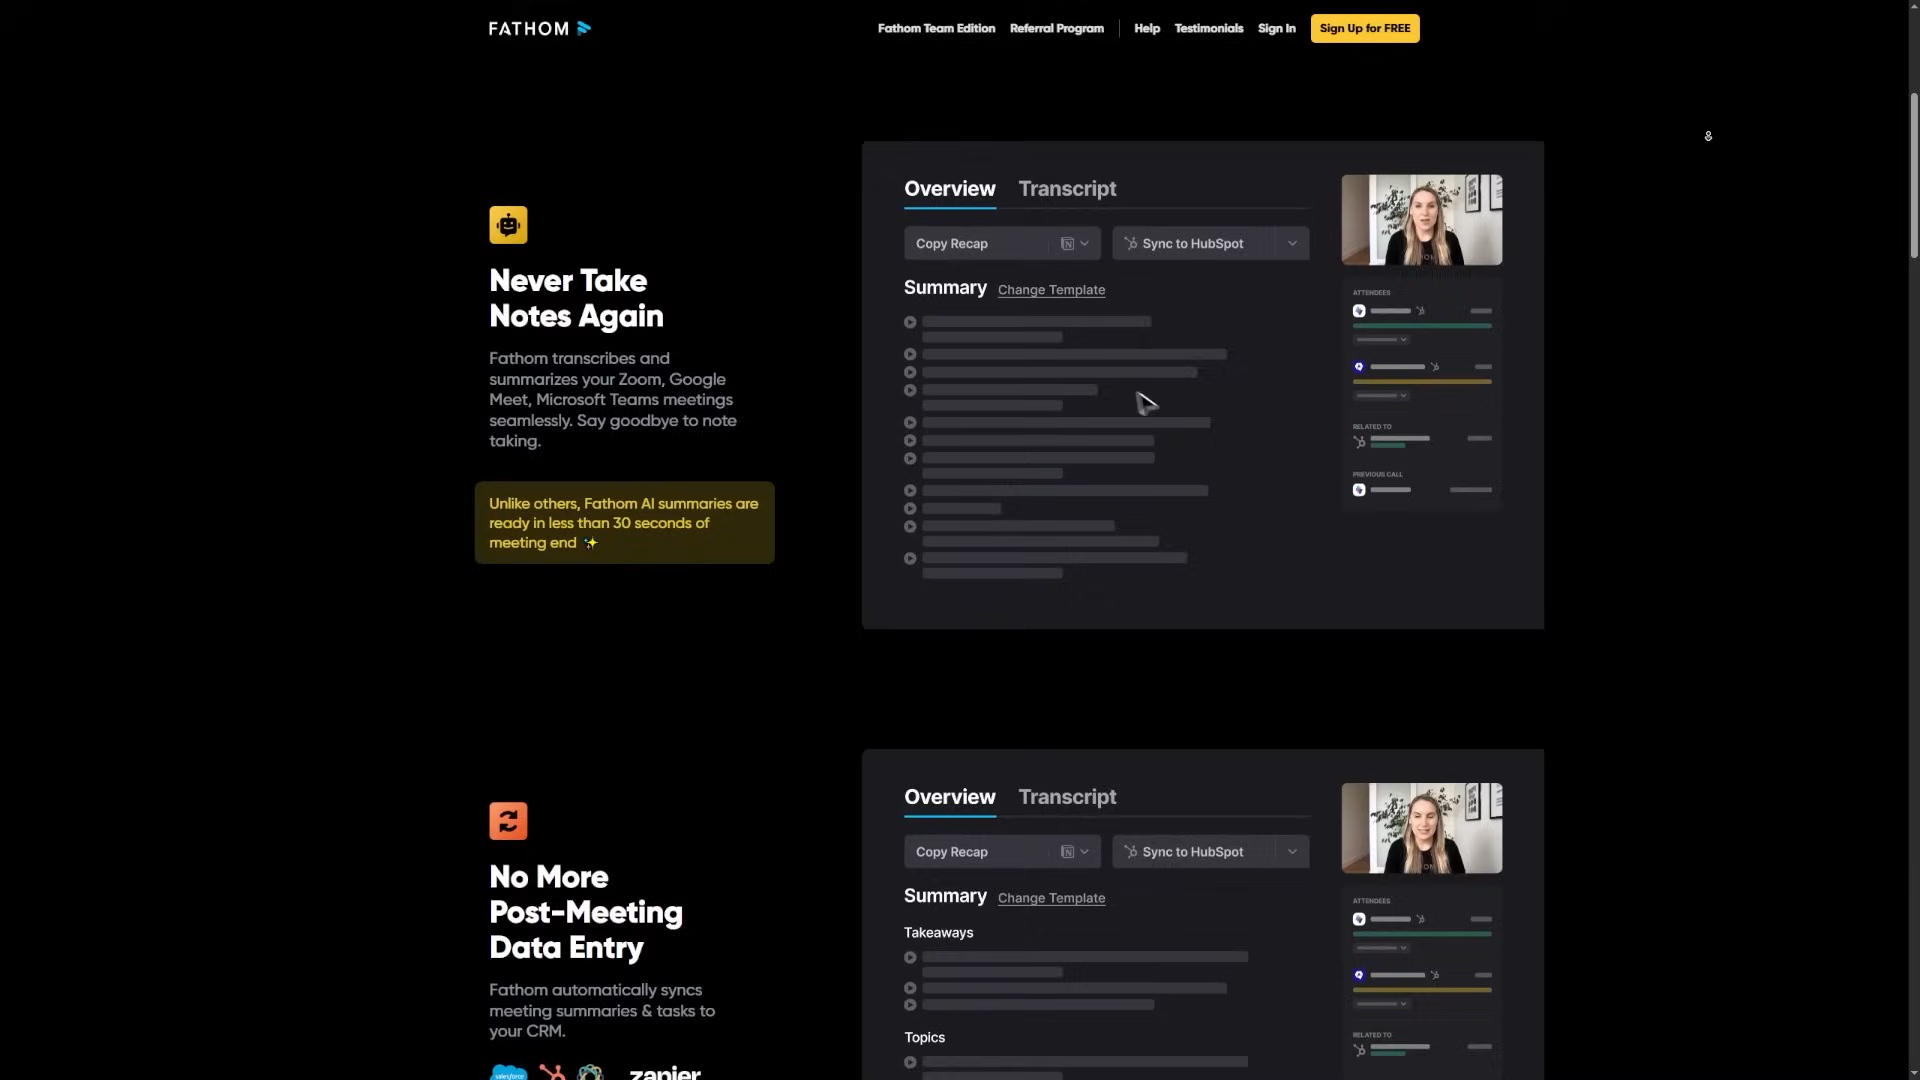 FATHOM
Fathom Team Edition
Referral Program
Help
Testimonials
Sign In
Sign Up for FREE
Never Take
Notes Again
Fathom transcribes and
summarizes your Zoom, Google
Meet, Microsoft Teams meetings
seamlessly. Say goodbye to note
taking.
Unlike others, Fathom AI summaries are
ready in less than 30 seconds of
meeting end ✨
Overview
Transcript
Copy Recap
Sync to HubSpot
Summary
Change Template
ATTENDEES
RELATED TO
PREVIOUS CALL
No More
Post-Meeting
Data Entry
Fathom automatically syncs
meeting summaries & tasks to
your CRM.
salesforce
zapier
Overview
Transcript
Copy Recap
Sync to HubSpot
Summary
Change Template
Takeaways
Topics
ATTENDEES
RELATED TO